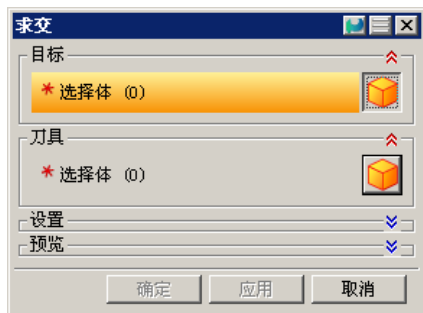 求交
目标
* 选择体 (0)
刀具
* 选择体 (0)
设置
预览
确定 应用 取消